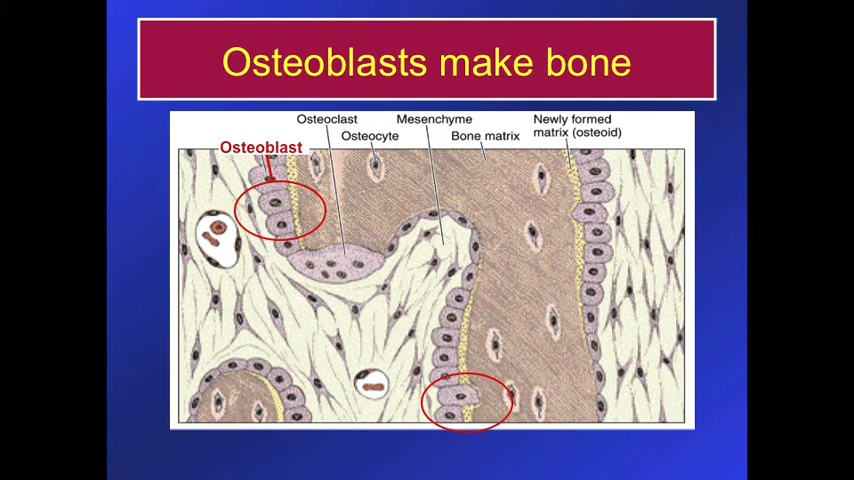 Osteoblasts make bone
Osteoclast
Mesenchyme
Newly formed
matrix (osteoid)
Osteocyte
Bone matrix
Osteoblast